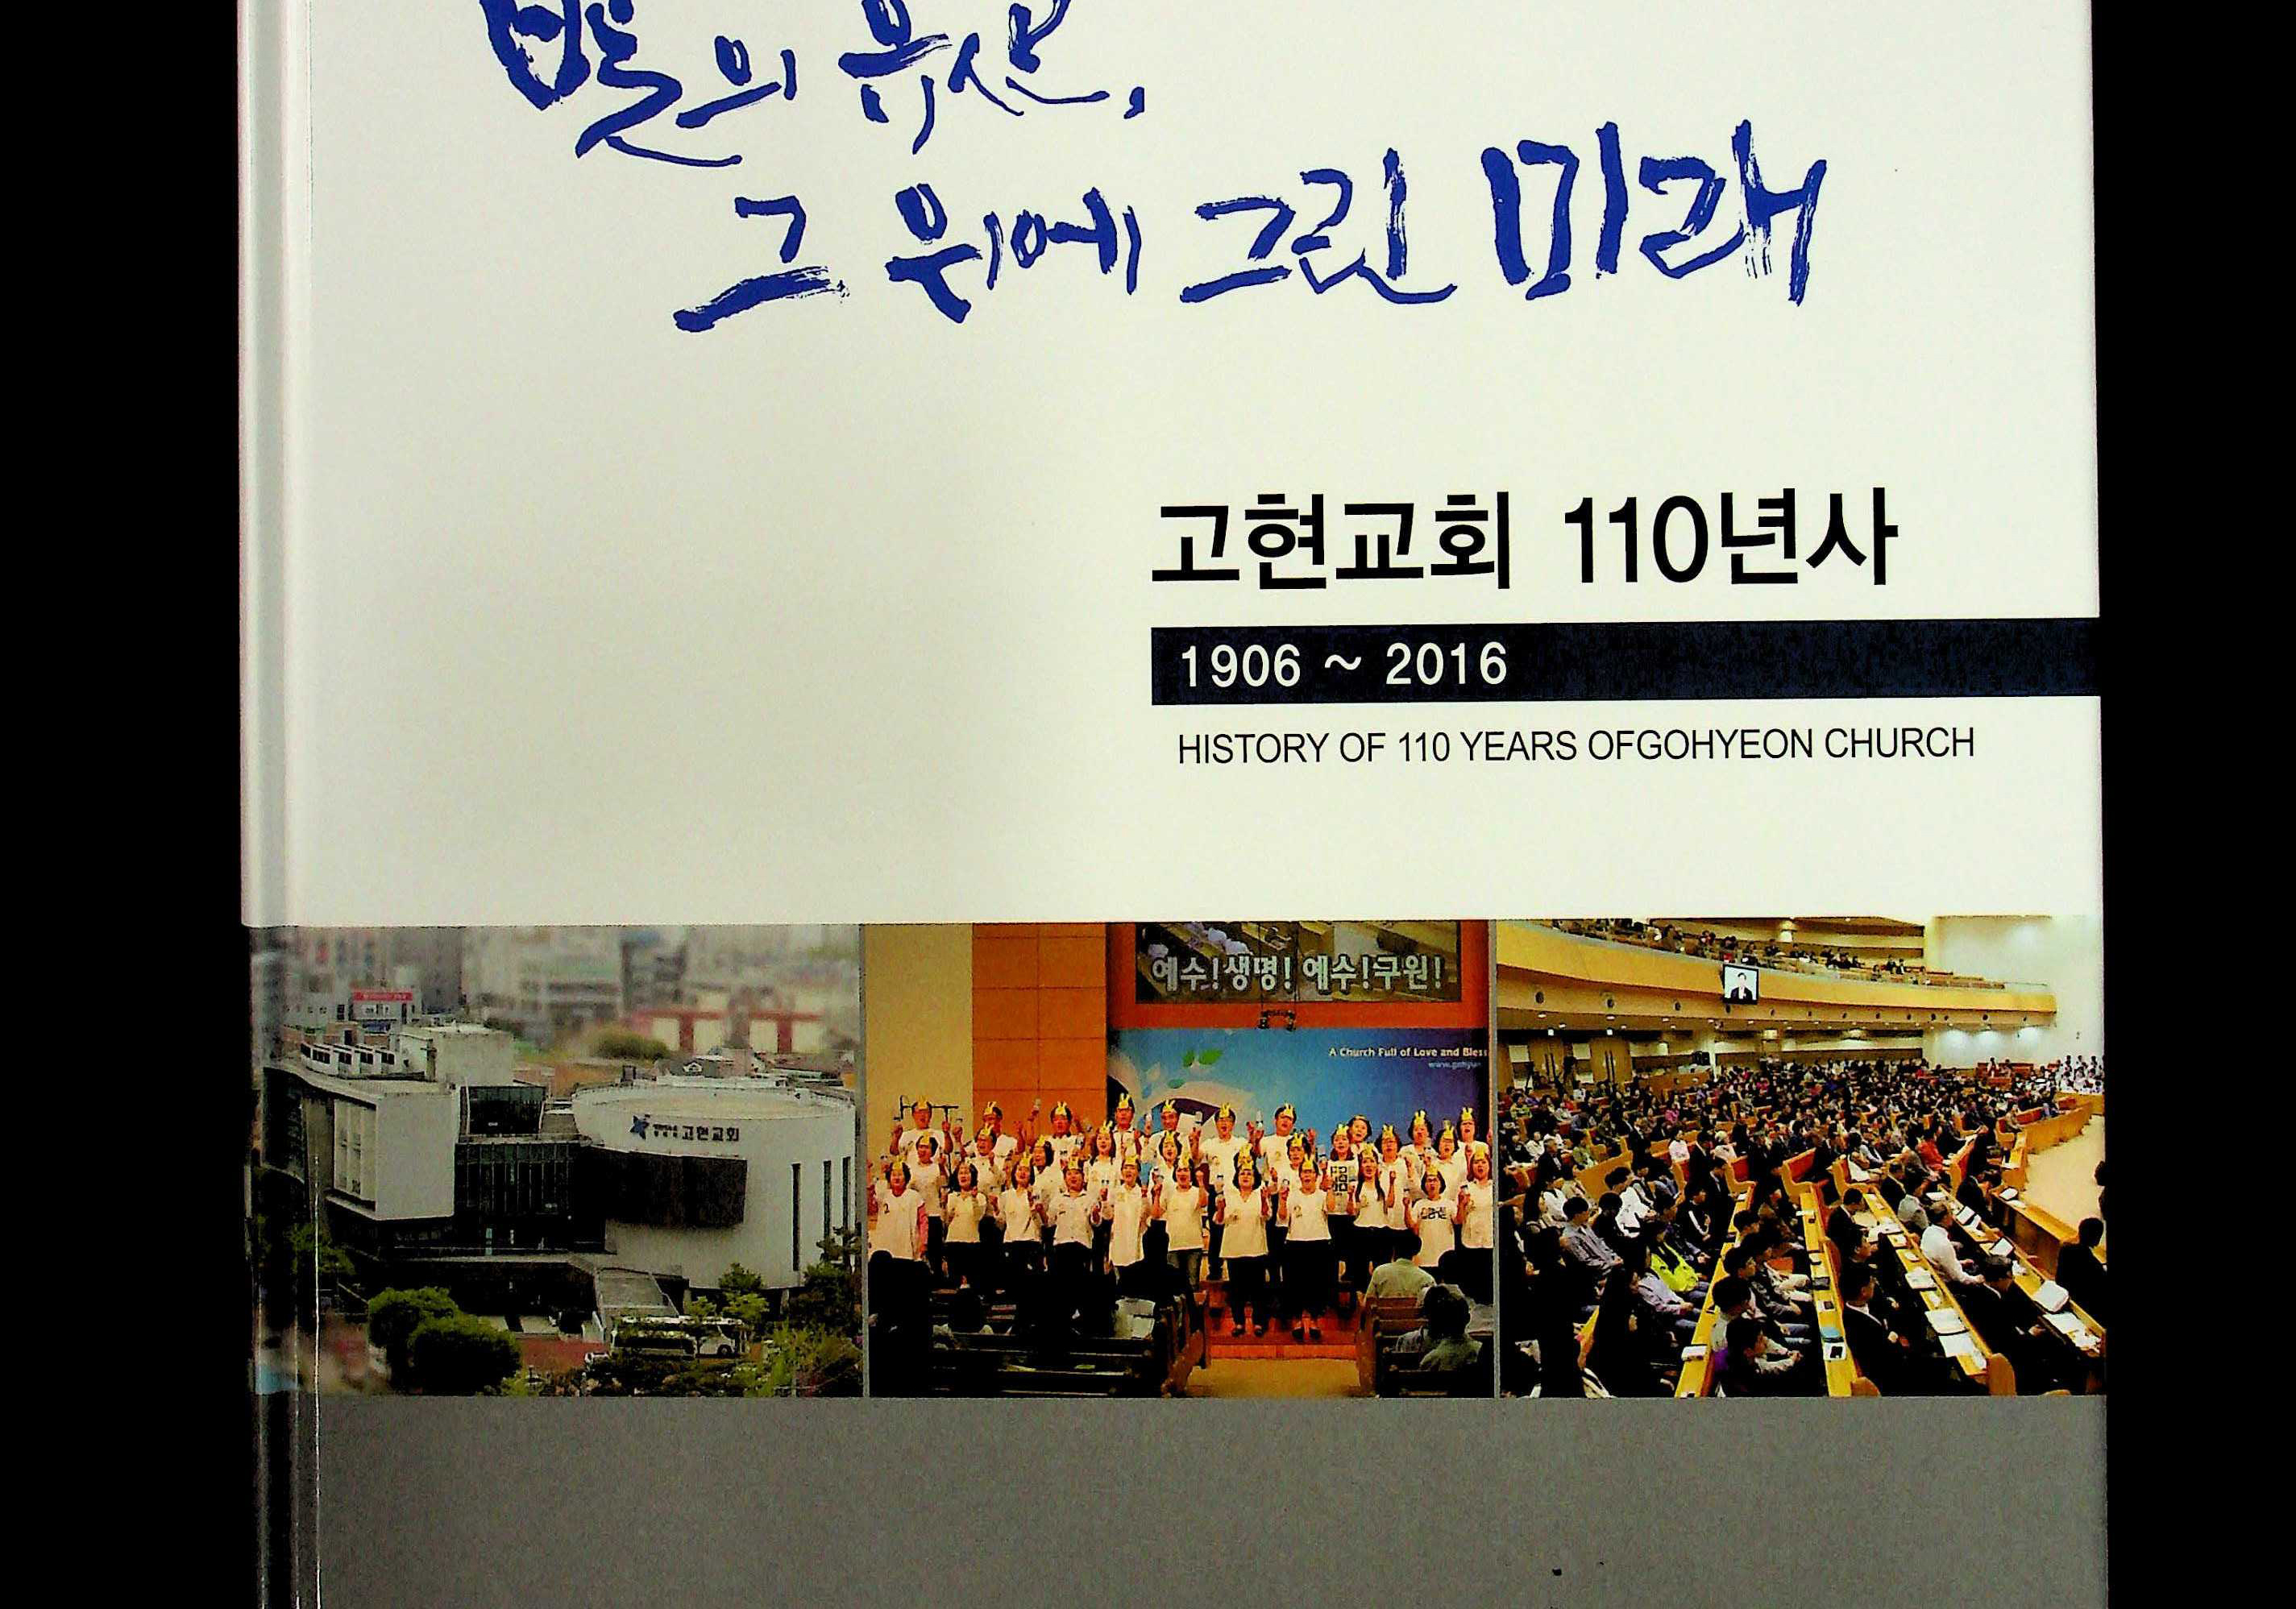 빛의 유산,
그 위에 그린 미래
고현교회 110년사
1906 ~ 2016
HISTORY OF 110 YEARS OFGOHYEON CHURCH
예수!생명! 예수!구원!
A Church Full of Love and Bless
고현교회